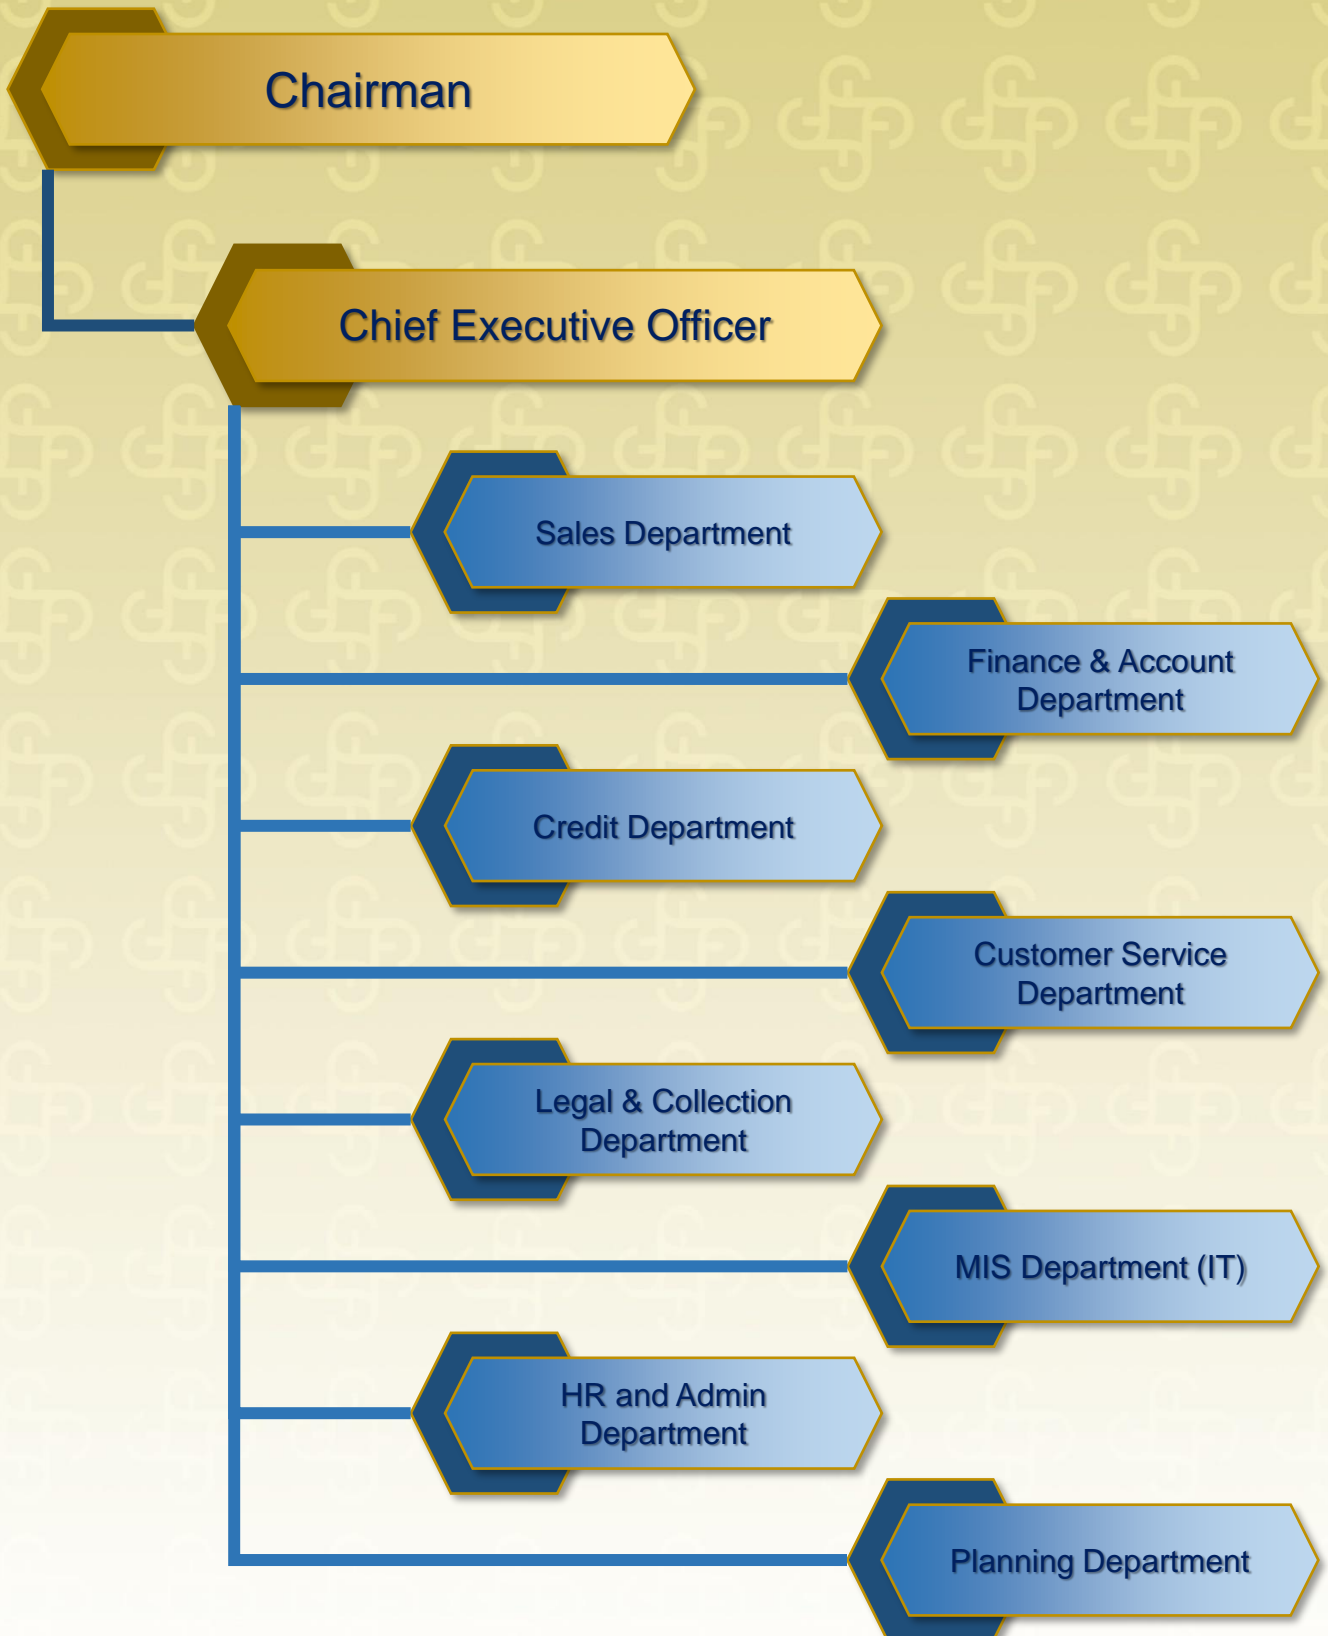 Chairman
Chief Executive Officer
Sales Department
Finance & Account
Department
Credit Department
Customer Service
Department
Legal & Collection
Department
MIS Department (IT)
HR and Admin
Department
Planning Department